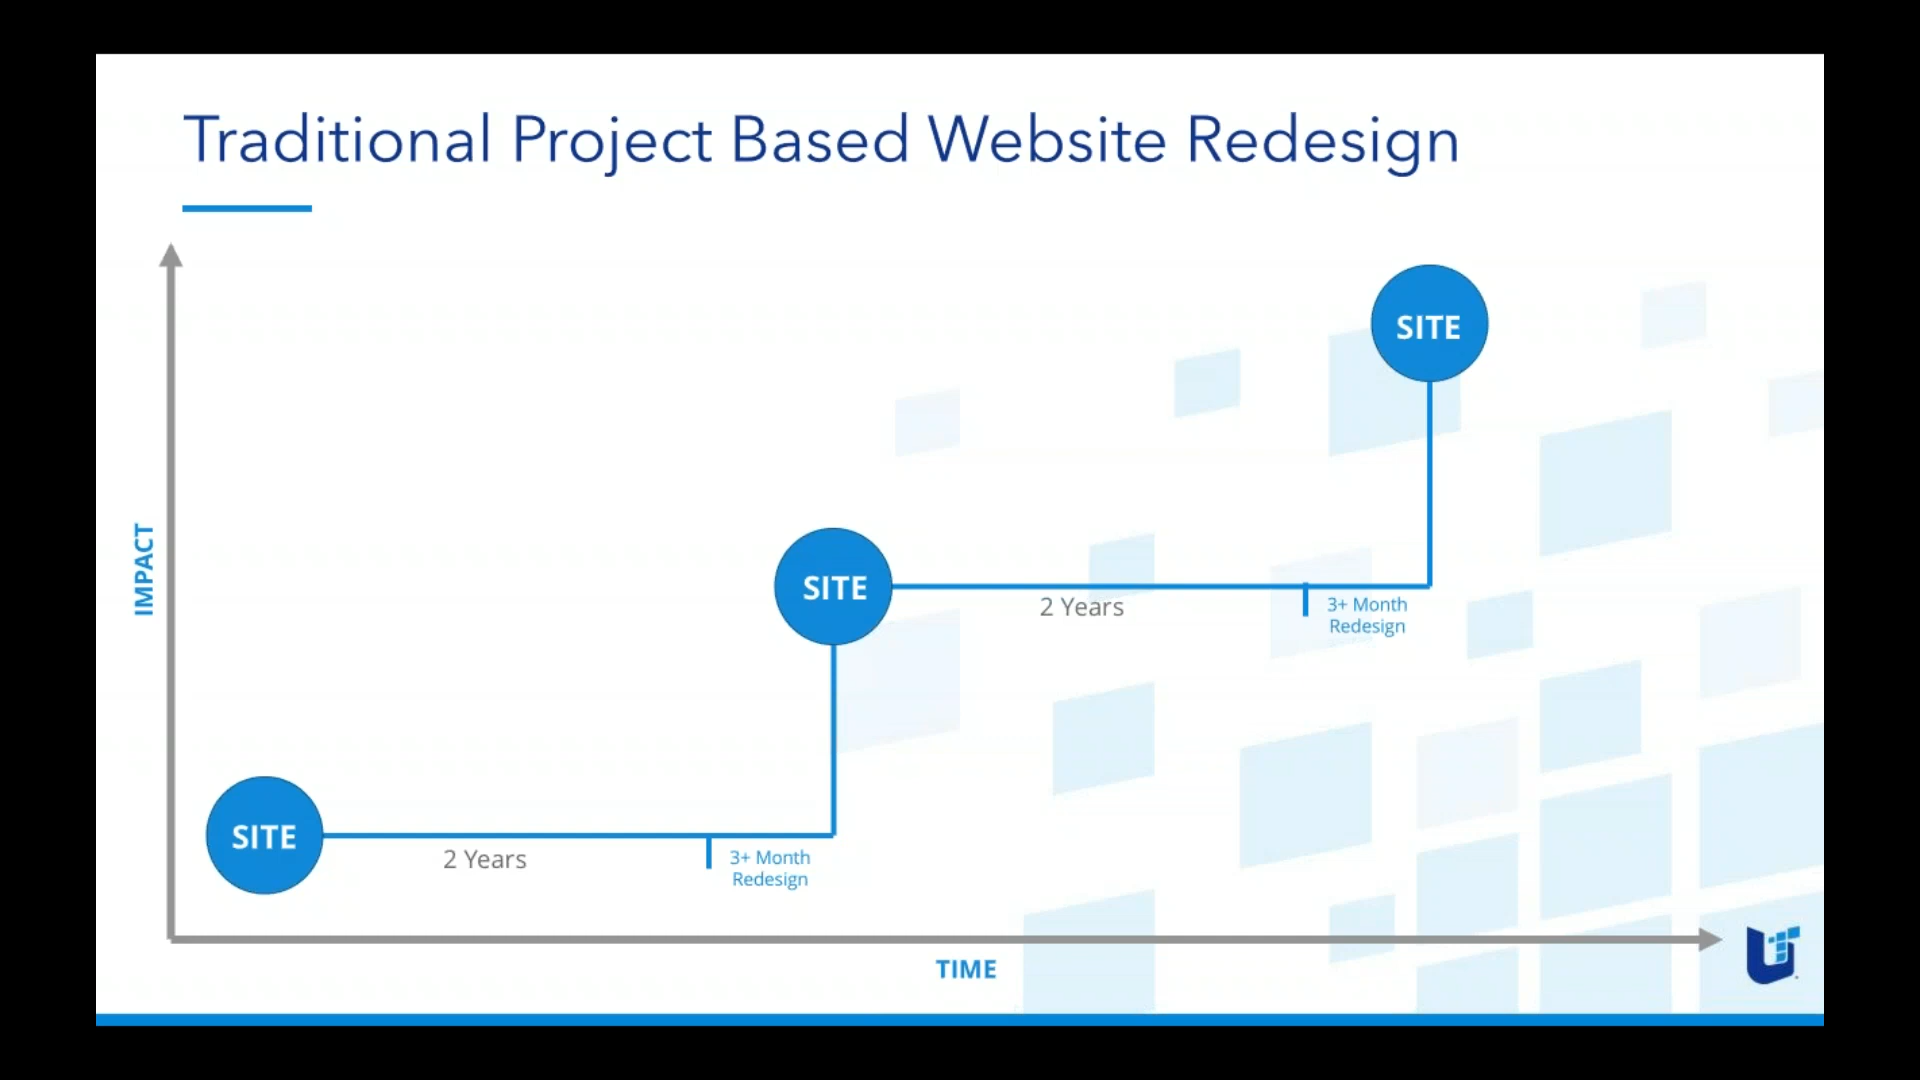 Traditional Project Based Website Redesign
SITE
IMPACT
SITE
2 Years
3+ Month
Redesign
SITE
2 Years
3+ Month
Redesign
TIME